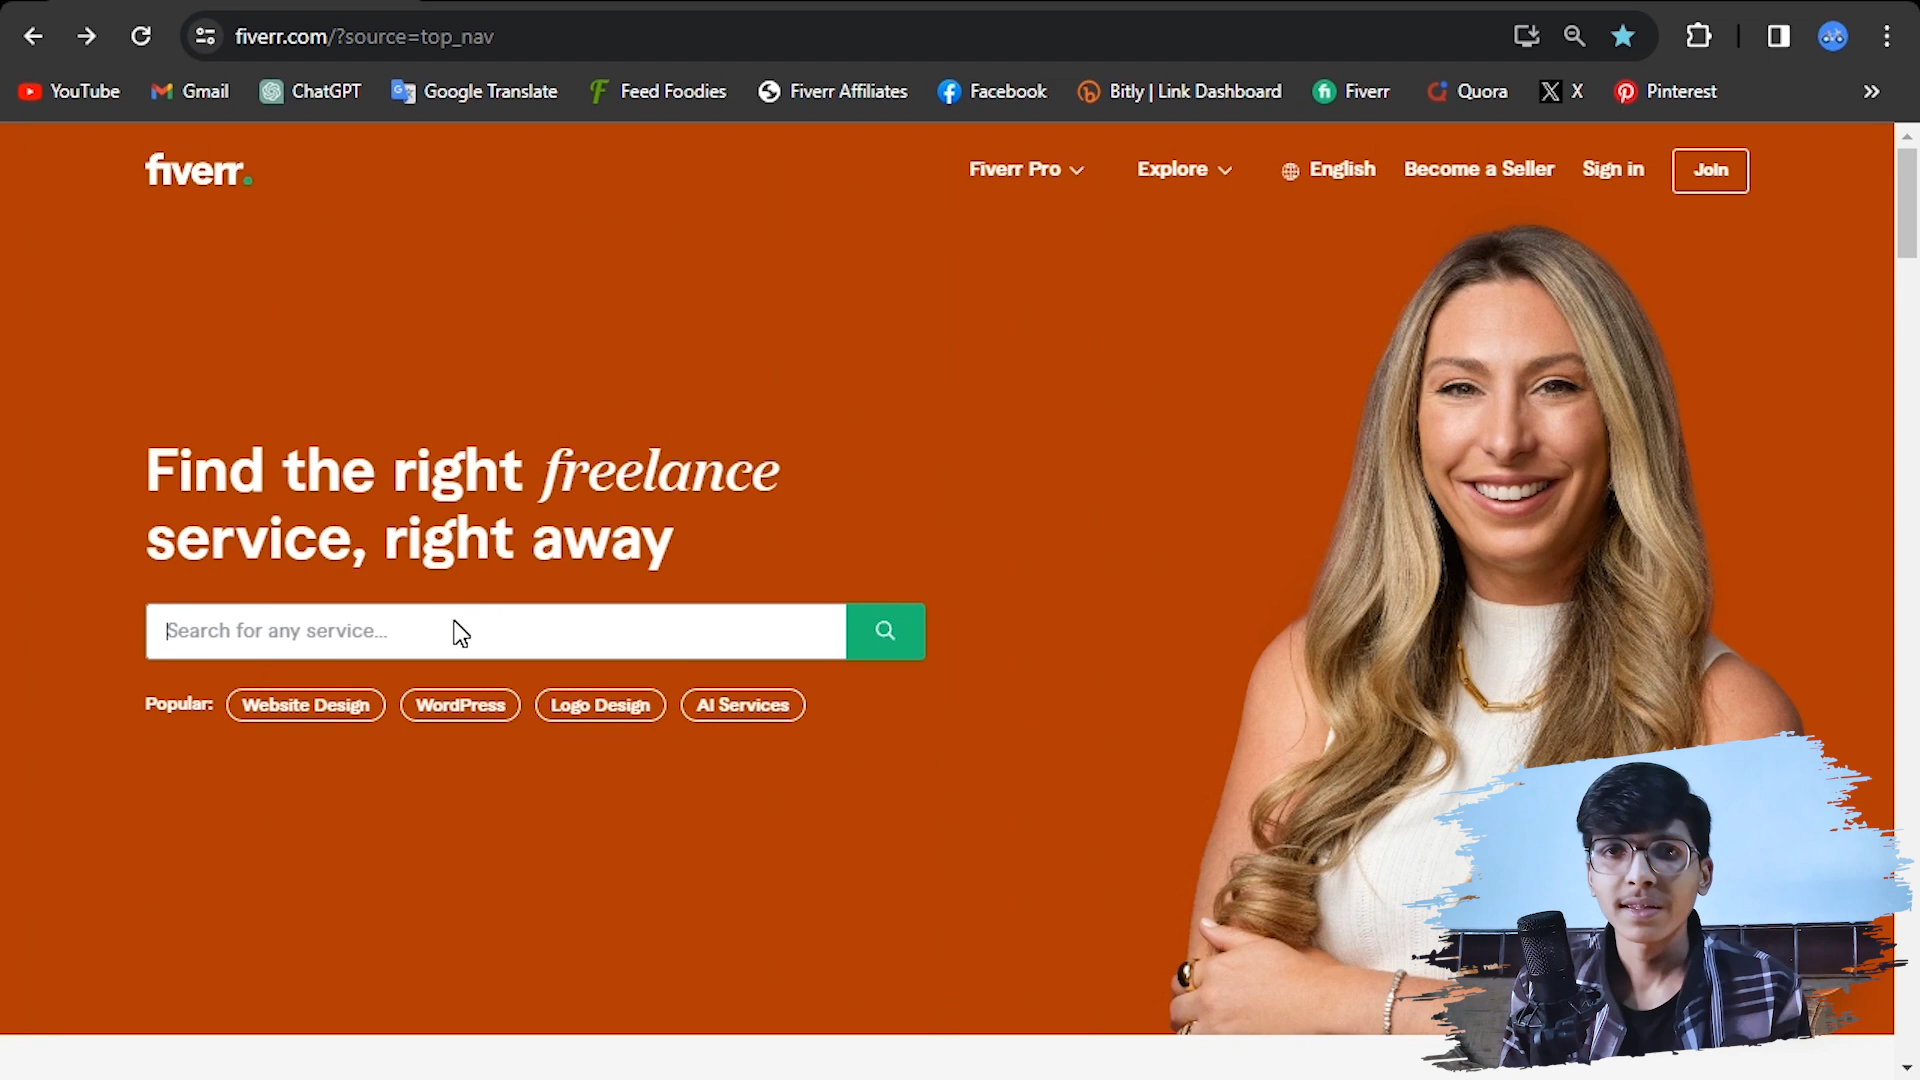 fiverr.com/?source=top_nav
YouTube Gmail ChatGPT Google Translate Feed Foodies Fiverr Affiliates Facebook Bitly | Link Dashboard Fiverr Quora X Pinterest »
fiverr. Fiverr Pro Explore English Become a Seller Sign in Join
Find the right freelance
service, right away
Search for any service...
Popular: Website Design WordPress Logo Design AI Services